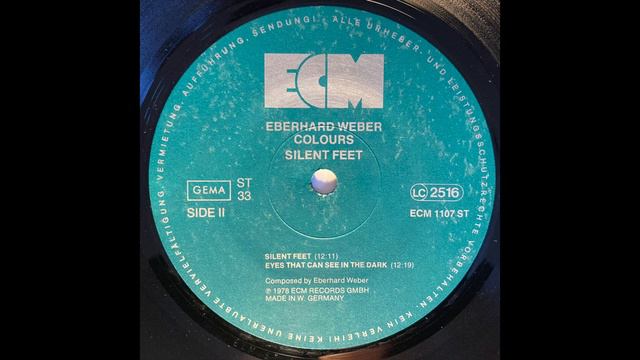 ALLE URHEBER- UND LEISTUNGSSCHUTZRECHTE VORBEHALTEN. KEIN VERLEIH! KEINE UNERLAUBTE VERVIELFÄLTIGUNG, VERMIETUNG, AUFFÜHRUNG, SENDUNG!
ECM
EBERHARD WEBER
COLOURS
SILENT FEET
GEMA
ST
33
LC 2516
SIDE II
ECM 1107 ST
SILENT FEET (12:11)
EYES THAT CAN SEE IN THE DARK (12:19)
Composed by Eberhard Weber
℗ 1978 ECM RECORDS GMBH
MADE IN W. GERMANY